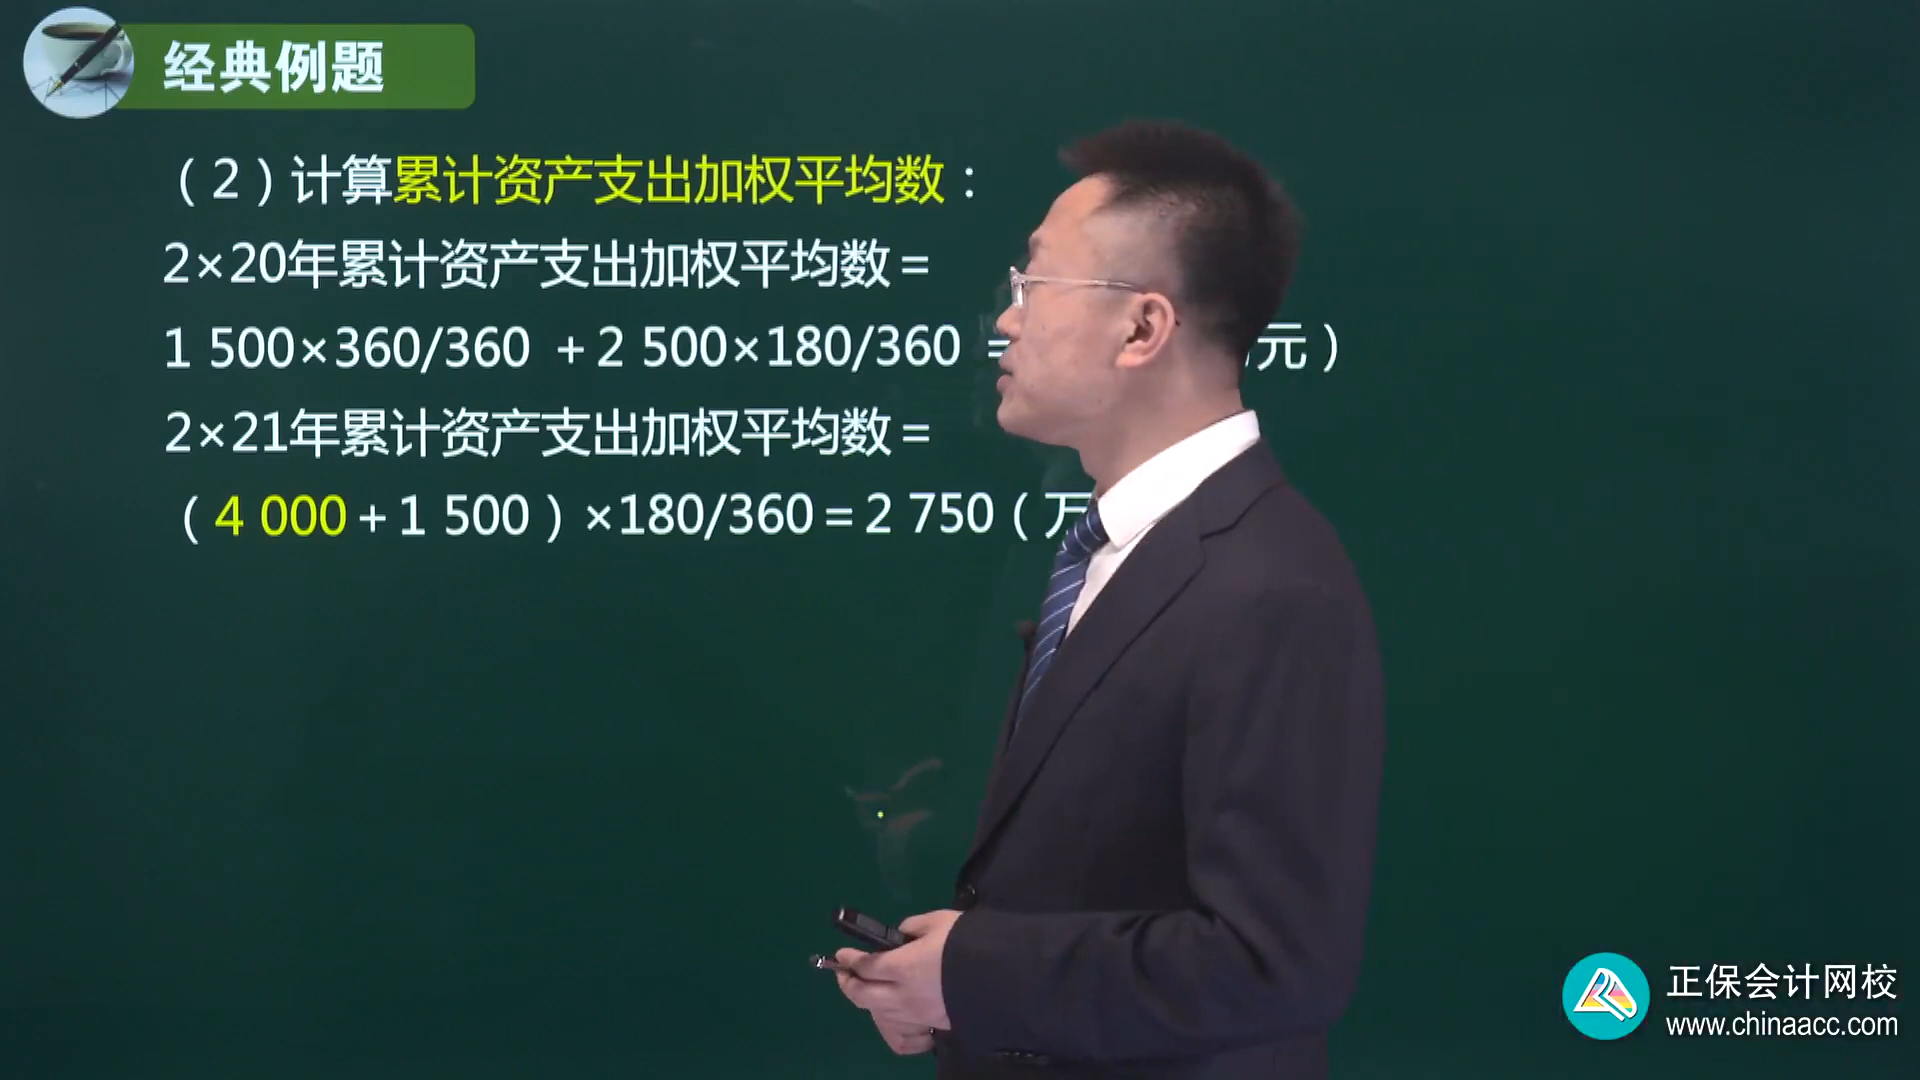 经典例题
（2）计算累计资产支出加权平均数：
2×20年累计资产支出加权平均数＝
1 500×360/360 ＋2 500×180/360 ＝ 元）
2×21年累计资产支出加权平均数＝
（4 000＋1 500）×180/360＝2 750（万
正保会计网校
www.chinaacc.com